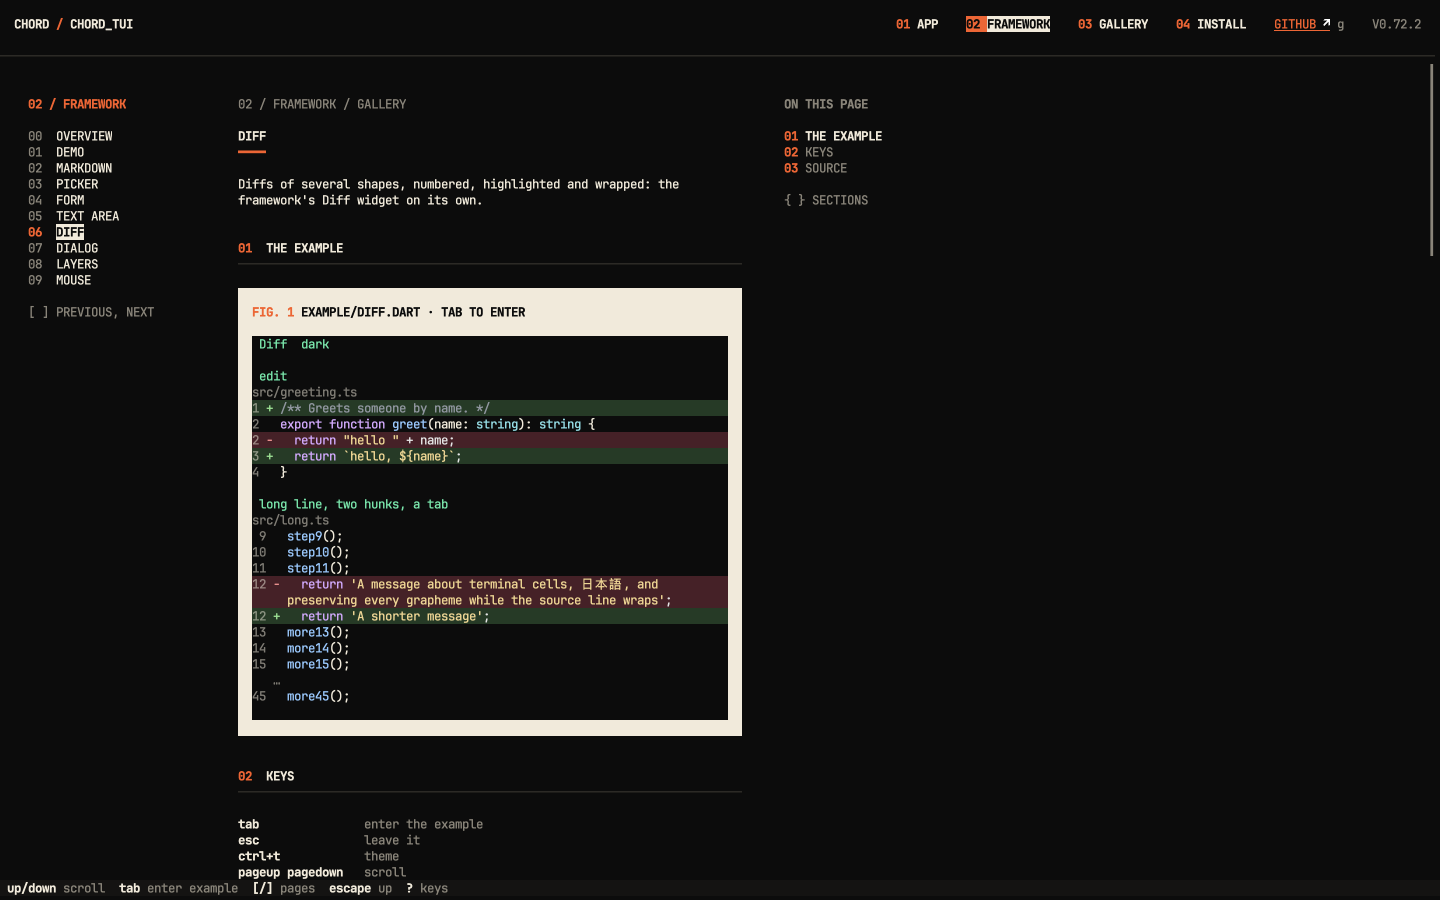 CHORD / CHORD_TUI
01 APP 02 FRAMEWORK 03 GALLERY 04 INSTALL GITHUB ↗ g V0.72.2
02 / FRAMEWORK
00 OVERVIEW
01 DEMO
02 MARKDOWN
03 PICKER
04 FORM
05 TEXT AREA
06 DIFF
07 DIALOG
08 LAYERS
09 MOUSE
[ ] PREVIOUS, NEXT
02 / FRAMEWORK / GALLERY
DIFF
Diffs of several shapes, numbered, highlighted and wrapped: the
framework's Diff widget on its own.
01 THE EXAMPLE
FIG. 1 EXAMPLE/DIFF.DART · TAB TO ENTER
Diff dark
edit
src/greeting.ts
1 + /** Greets someone by name. */
2 export function greet(name: string): string {
2 - return "hello " + name;
3 + return `hello, ${name}`;
4 }
long line, two hunks, a tab
src/long.ts
9 step9();
10 step10();
11 step11();
12 - return 'A message about terminal cells, 日本語, and
preserving every grapheme while the source line wraps';
12 + return 'A shorter message';
13 more13();
14 more14();
15 more15();
…
45 more45();
02 KEYS
tab enter the example
esc leave it
ctrl+t theme
pageup pagedown scroll
ON THIS PAGE
01 THE EXAMPLE
02 KEYS
03 SOURCE
{ } SECTIONS
up/down scroll tab enter example [/] pages escape up ? keys